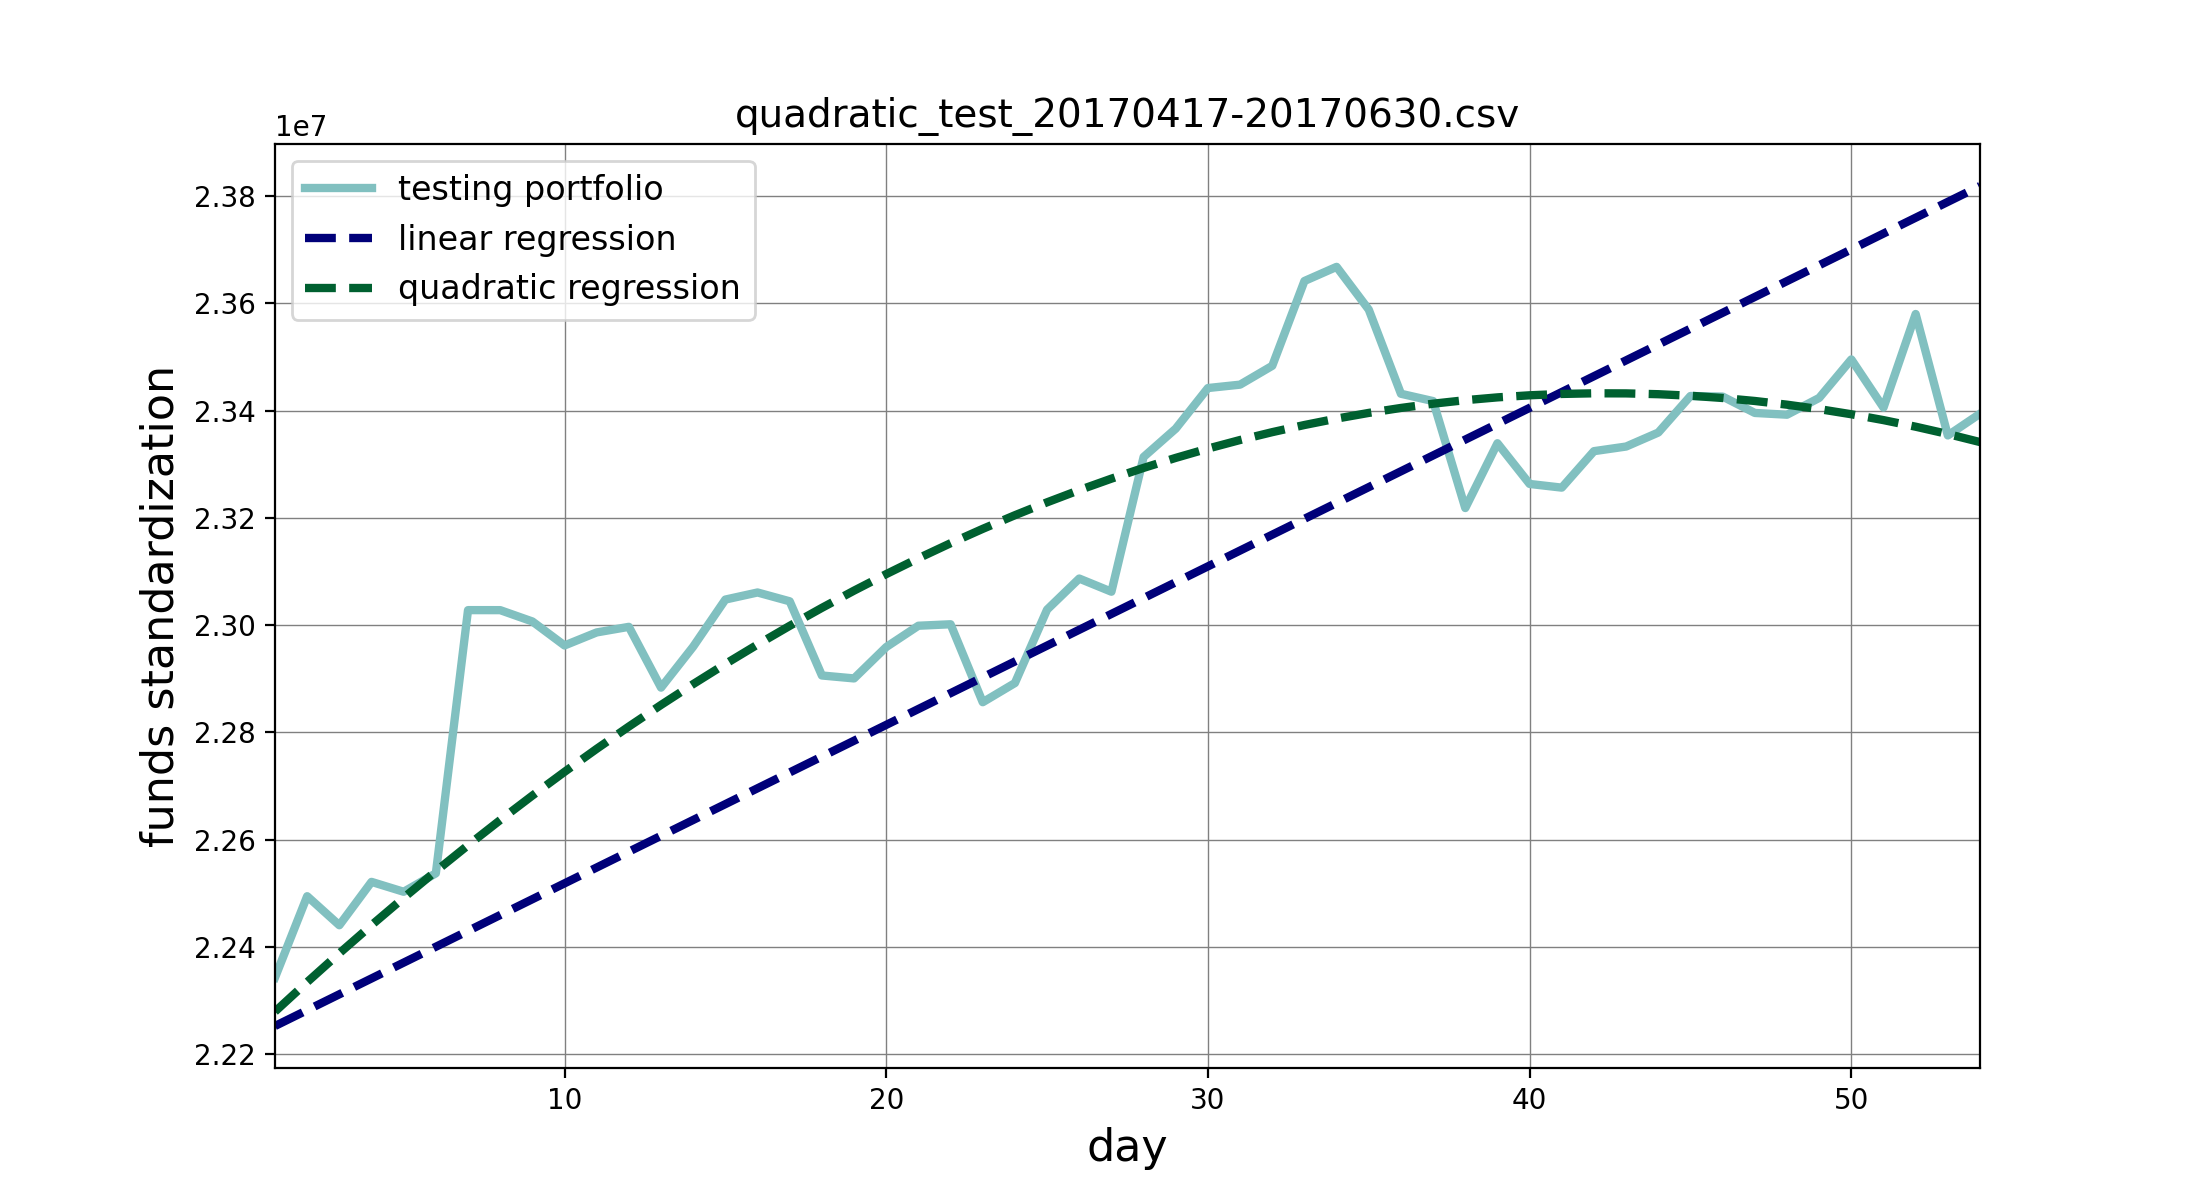 quadratic_test_20170417-20170630.csv
1e7
testing portfolio
linear regression
quadratic regression
2.38
2.36
2.34
2.32
2.30
2.28
2.26
2.24
2.22
funds standardization
10 20 30 40 50
day